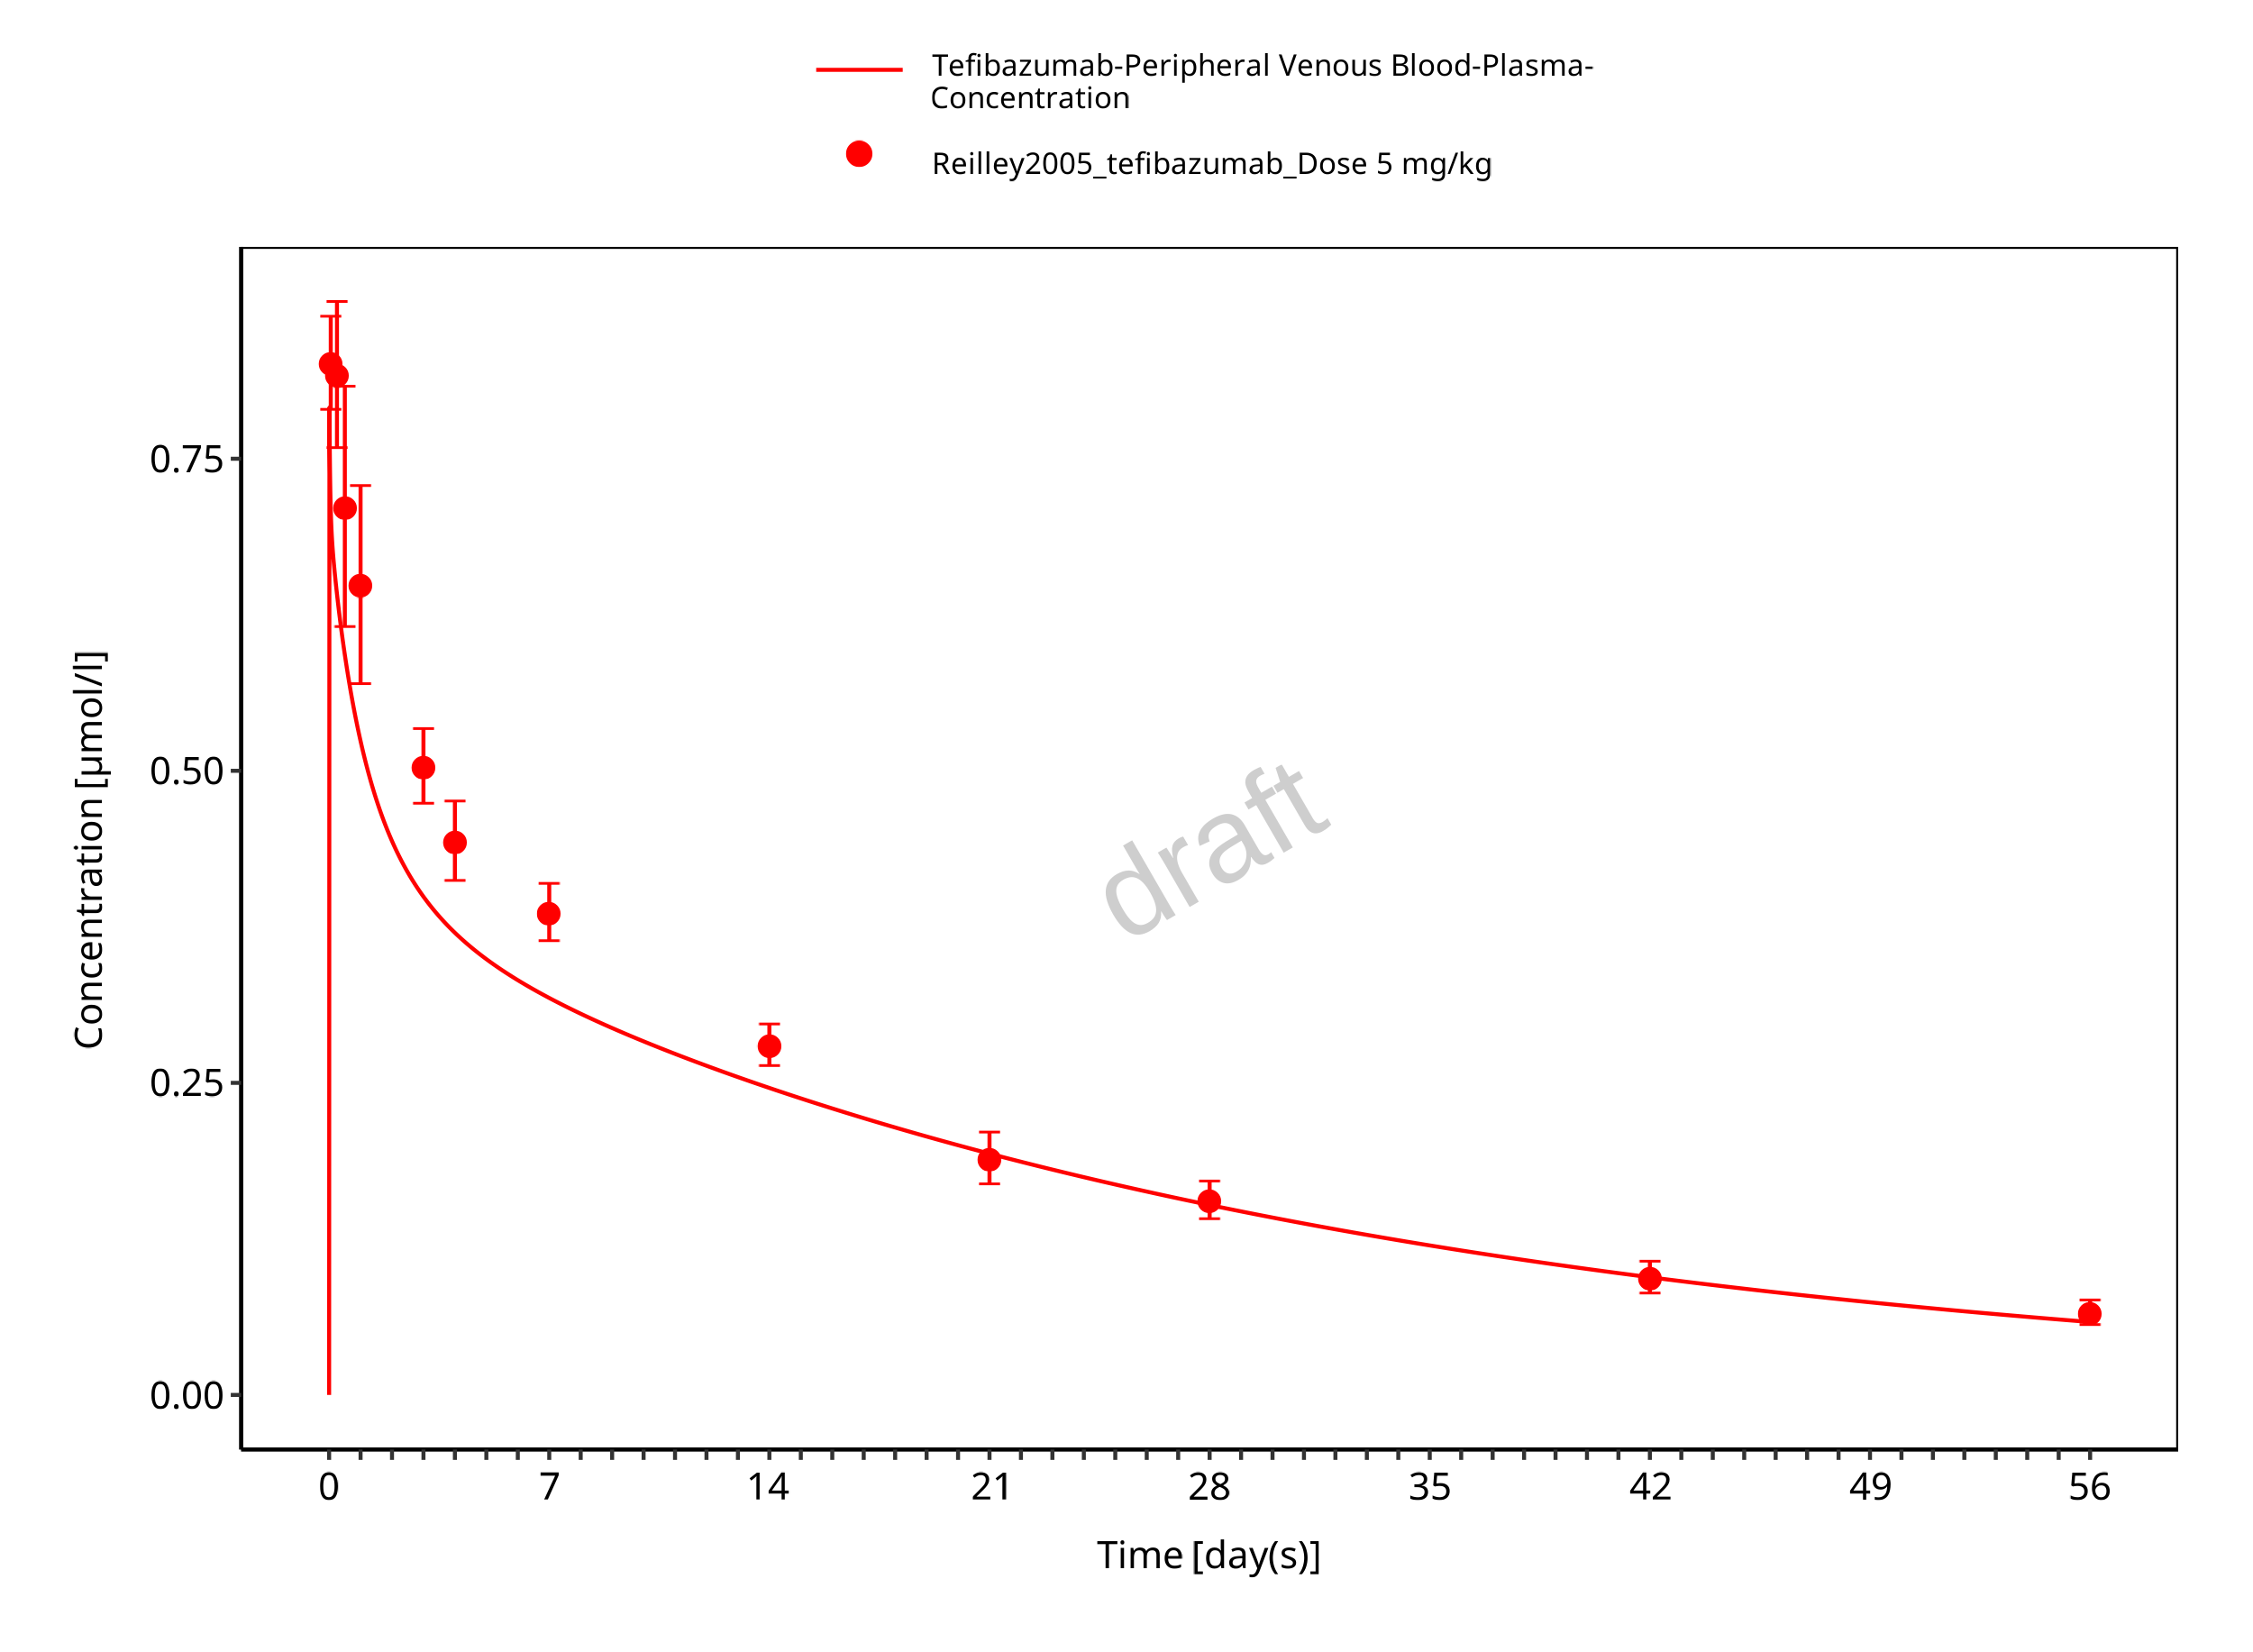 Tefibazumab-Peripheral Venous Blood-Plasma-
Concentration
Reilley2005_tefibazumab_Dose 5 mg/kg
0.75
0.50
0.25
0.00
Concentration [µmol/l]
draft
0 7 14 21 28 35 42 49 56
Time [day(s)]